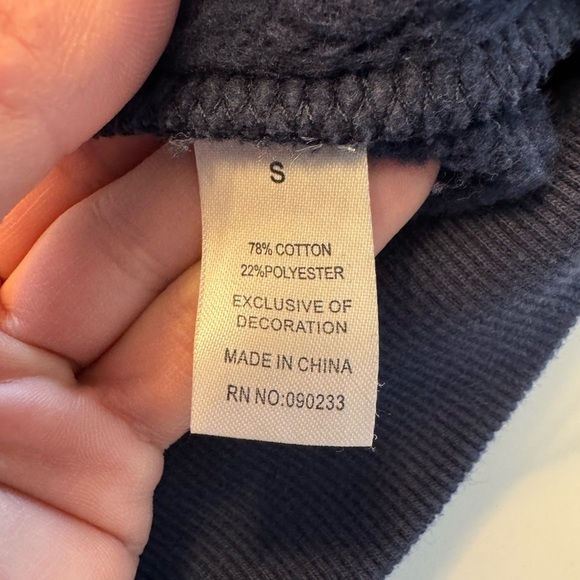 S
78% COTTON
22%POLYESTER
EXCLUSIVE OF
DECORATION
MADE IN CHINA
RN NO:090233